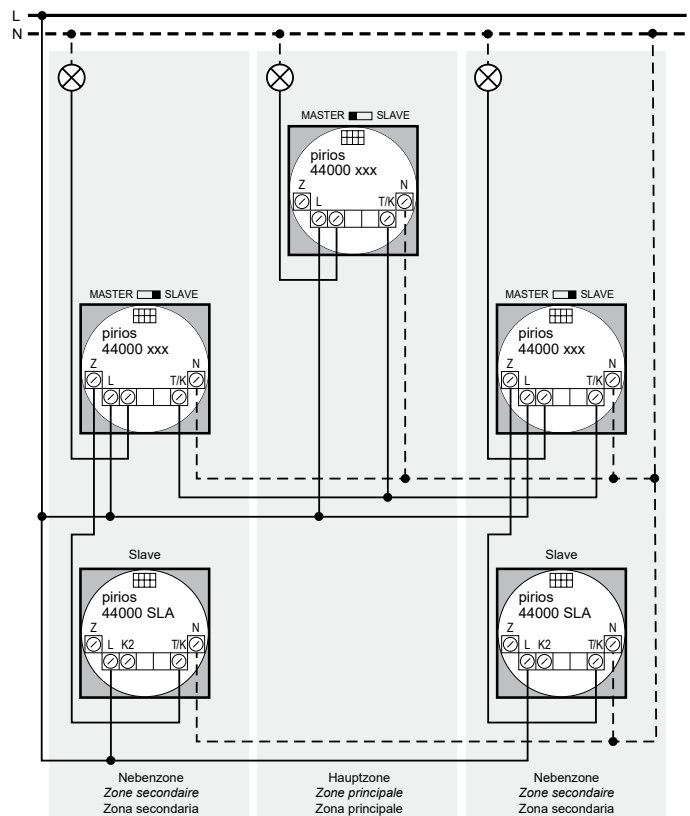 L
N
MASTER SLAVE
pirios
44000 xxx
Z
L
T/K
N
MASTER SLAVE
pirios
44000 xxx
Z
L
T/K
N
MASTER SLAVE
pirios
44000 xxx
Z
L
T/K
N
Slave
pirios
44000 SLA
Z
L K2
T/K
N
Slave
pirios
44000 SLA
Z
L K2
T/K
N
Nebenzone
Zone secondaire
Zona secondaria
Hauptzone
Zone principale
Zona principale
Nebenzone
Zone secondaire
Zona secondaria